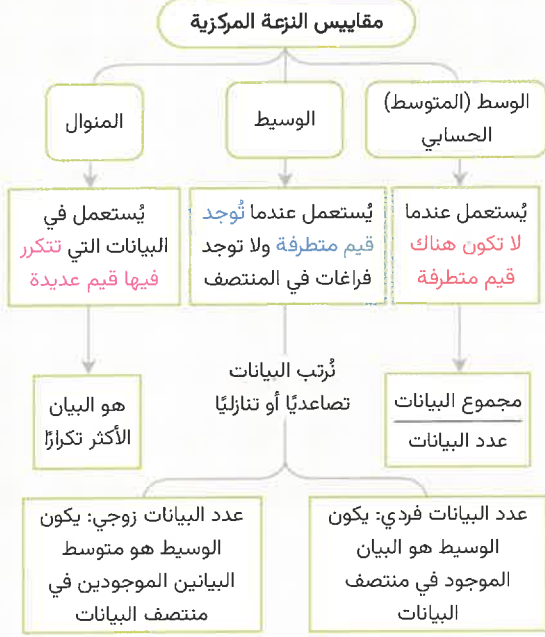 مقاييس النزعة المركزية
الوسط (المتوسط)
الحسابي
الوسيط
المنوال
يُستعمل عندما
لا تكون هناك
قيم متطرفة
يُستعمل عندما تُوجد
قيم متطرفة ولا توجد
فراغات في المنتصف
يُستعمل في
البيانات التي تتكرر
فيها قيم عديدة
مجموع البيانات
عدد البيانات
نُرتب البيانات
تصاعديًا أو تنازليًا
هو البيان
الأكثر تكرارًا
عدد البيانات فردي: يكون
الوسيط هو البيان
الموجود في منتصف
البيانات
عدد البيانات زوجي: يكون
الوسيط هو متوسط
البيانين الموجودين في
منتصف البيانات